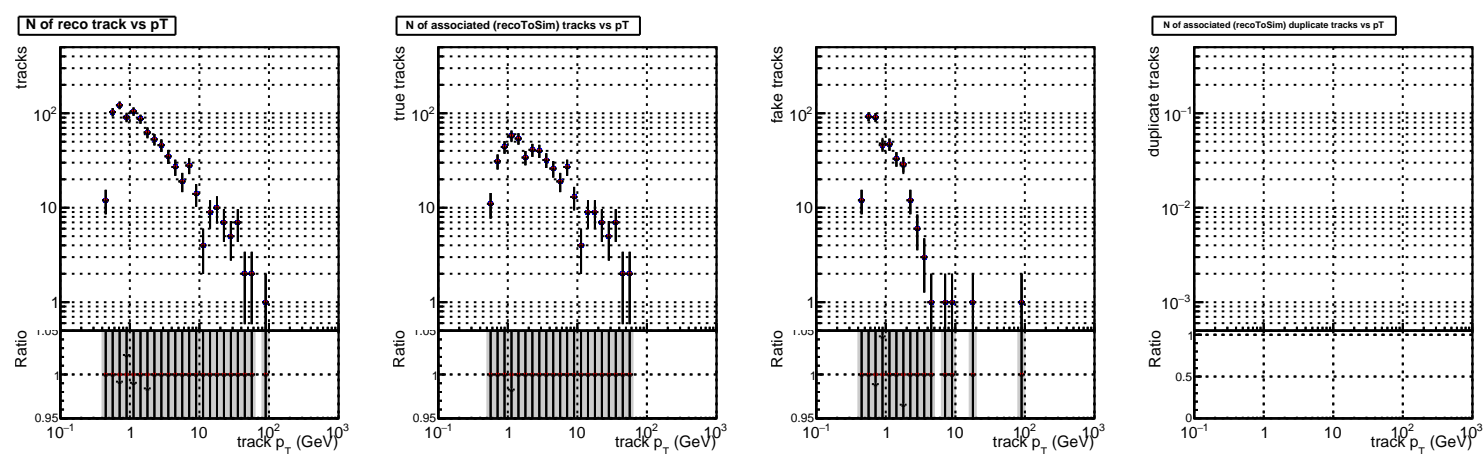 N of reco track vs pT
tracks
10²
10
1
Ratio
1.05
1
0.95
10⁻¹ 1 10 10² 10³
track p_T (GeV)
N of associated (recoToSim) tracks vs pT
true tracks
10²
10
1
Ratio
1.05
1
0.95
10⁻¹ 1 10 10² 10³
track p_T (GeV)
fake tracks
10²
10
1
Ratio
1.05
1
0.95
10⁻¹ 1 10 10² 10³
track p_T (GeV)
N of associated (recoToSim) duplicate tracks vs pT
duplicate tracks
10⁻¹
10⁻²
10⁻³
Ratio
1
0.5
0
10⁻¹ 1 10 10² 10³
track p_T (GeV)